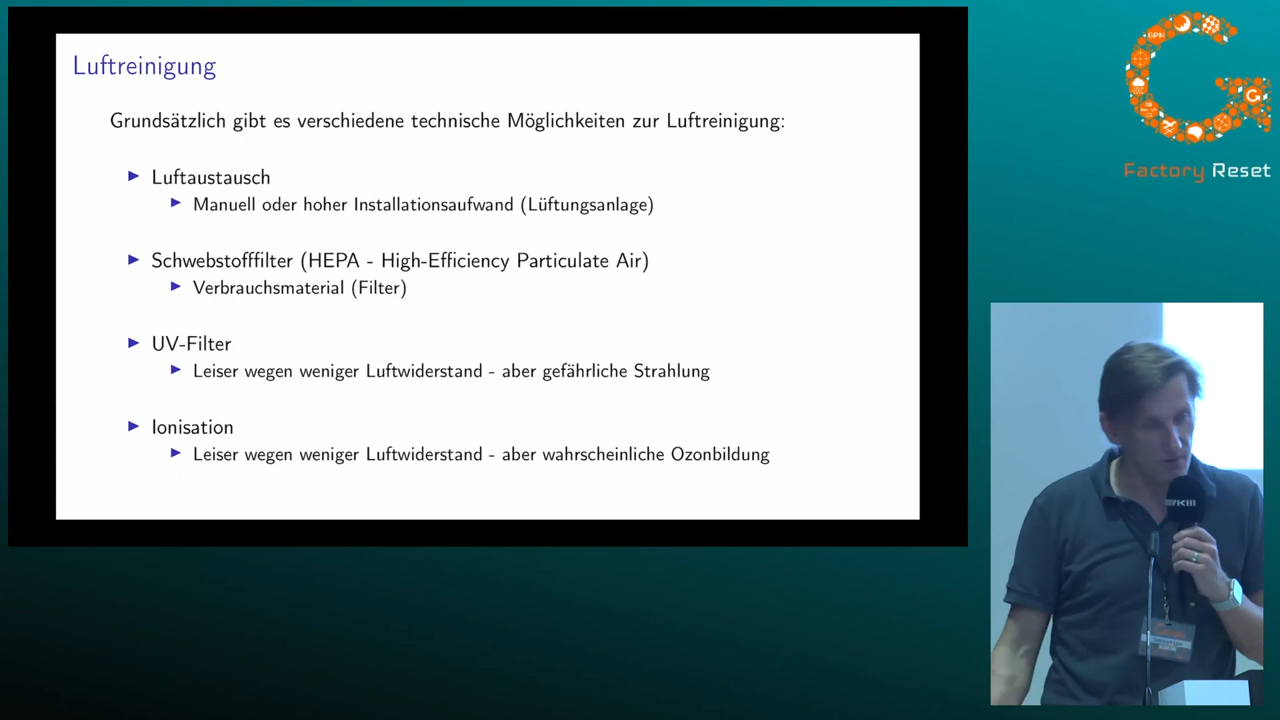 Luftreinigung
Grundsätzlich gibt es verschiedene technische Möglichkeiten zur Luftreinigung:
Luftaustausch
Manuell oder hoher Installationsaufwand (Lüftungsanlage)
Schwebstofffilter (HEPA - High-Efficiency Particulate Air)
Verbrauchsmaterial (Filter)
UV-Filter
Leiser wegen weniger Luftwiderstand - aber gefährliche Strahlung
Ionisation
Leiser wegen weniger Luftwiderstand - aber wahrscheinliche Ozonbildung
GPN
G
Factory Reset